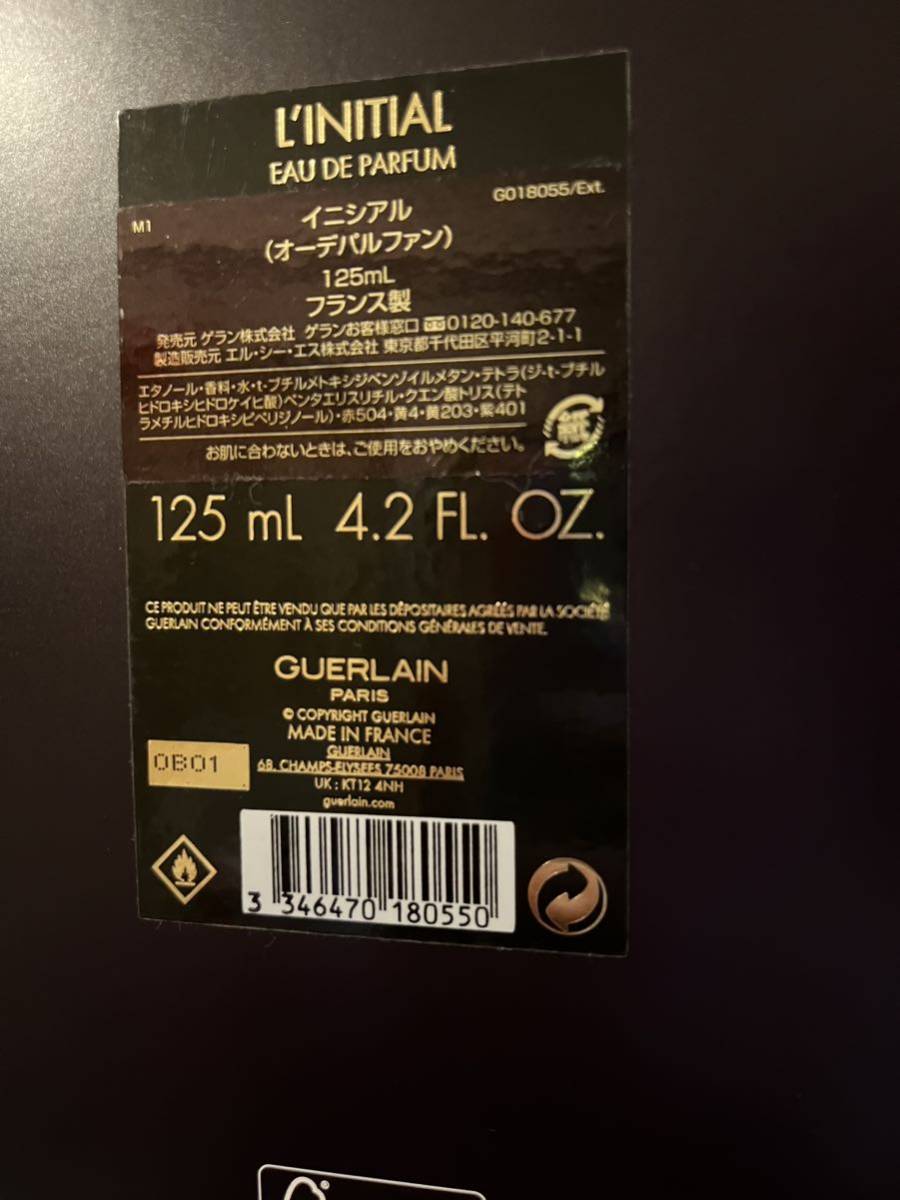 L'INITIAL
EAU DE PARFUM
G018055/Ext.
M1
イニシアル
(オーデパルファン)
125mL
フランス製
発売元 ゲラン株式会社 ゲランお客様窓口 0120-140-677
製造販売元 エル・シー・エス株式会社 東京都千代田区平河町2-1-1
エタノール・香料・水・t-ブチルメトキシジベンゾイルメタン・テトラ(ジ-t-ブチル
ヒドロキシヒドロケイヒ酸)ペンタエリスリチル・クエン酸トリス(テト
ラメチルヒドロキシピペリジノール)・赤504・黄4・黄203・紫401
紙
お肌に合わないときは、ご使用をおやめください。
125 mL 4.2 FL. OZ.
CE PRODUIT NE PEUT ÊTRE VENDU QUE PAR LES DÉPOSITAIRES AGRÉÉS PAR LA SOCIÉTÉ
GUERLAIN CONFORMÉMENT À SES CONDITIONS GÉNÉRALES DE VENTE.
GUERLAIN
PARIS
© COPYRIGHT GUERLAIN
MADE IN FRANCE
GUERLAIN
68, CHAMPS-ELYSEES 75008 PARIS
UK : KT12 4NH
guerlain.com
0B01
3 346470 180550